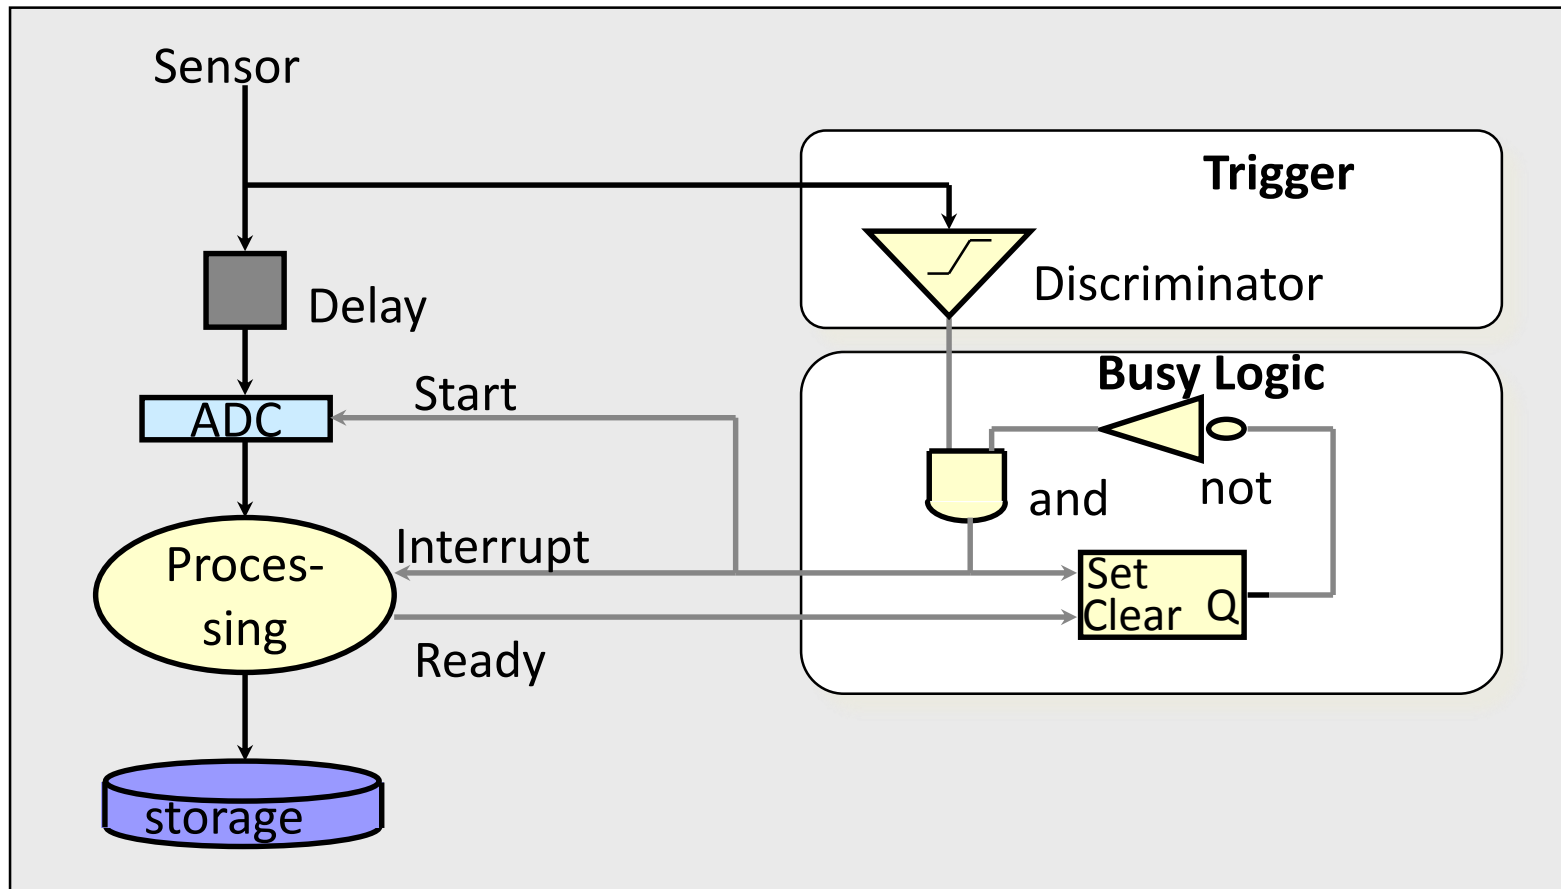 Sensor
Trigger
Discriminator
Delay
Busy Logic
Start
ADC
and
not
Interrupt
Proces-
sing
Set
Clear
Q
Ready
storage